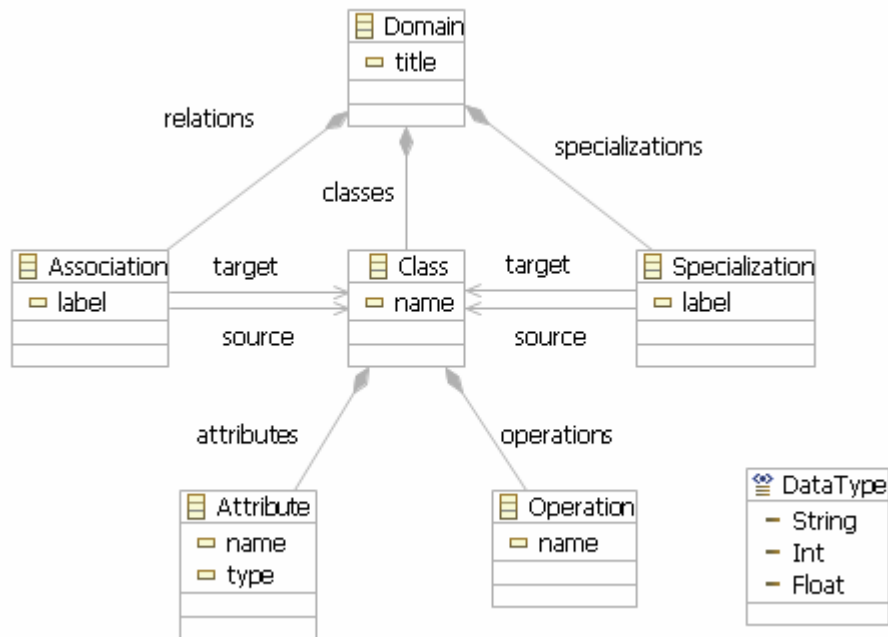 Domain
title
relations
specializations
classes
Association
label
target
source
Class
name
target
source
Specialization
label
attributes
operations
Attribute
name
type
Operation
name
DataType
String
Int
Float